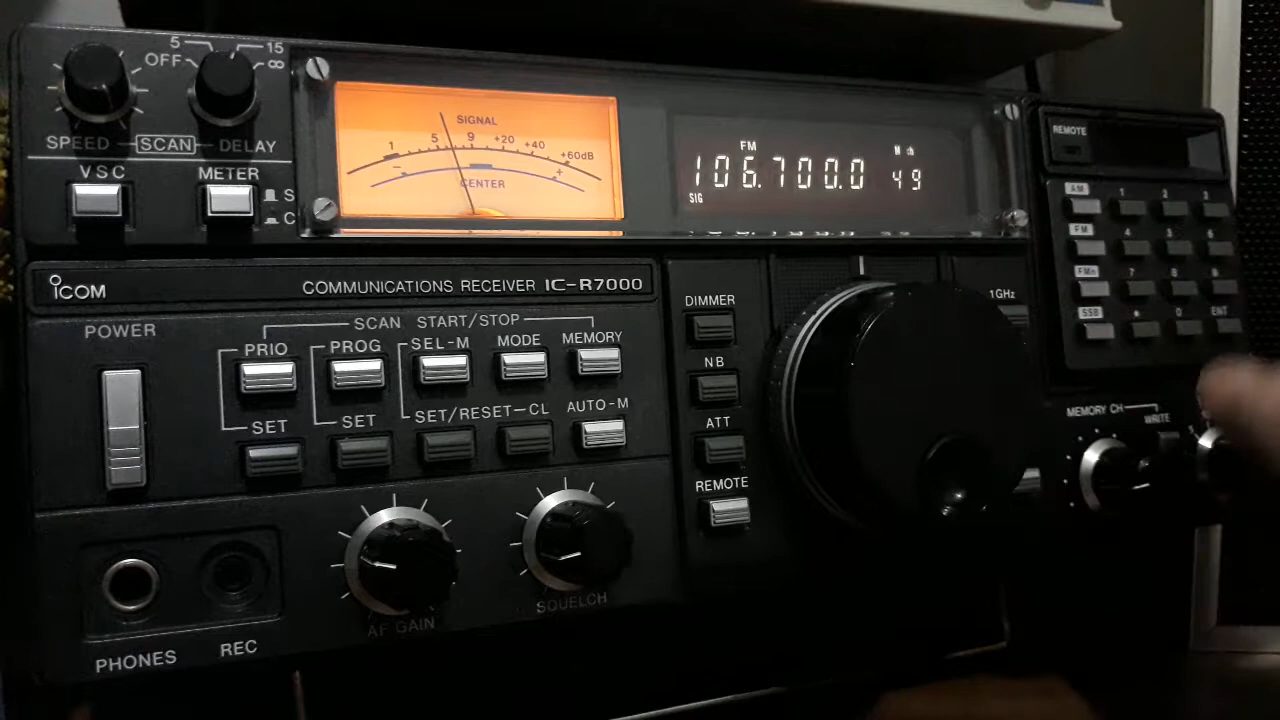 5 15
OFF ∞
SPEED SCAN DELAY
VSC METER
S
C
SIGNAL
1 5 9 +20 +40 +60dB
- +
CENTER
FM M ch
106.700.0 49
SIG
REMOTE
AM 1 2 3
FM 4 5 6
FMn 7 8 9
SSB • 0 ENT
ICOM COMMUNICATIONS RECEIVER IC-R7000
POWER
SCAN START/STOP
PRIO PROG SEL-M MODE MEMORY
SET SET SET/RESET-CL AUTO-M
DIMMER
NB
ATT
REMOTE
1GHz
MEMORY CH WRITE
AF GAIN SQUELCH
PHONES REC